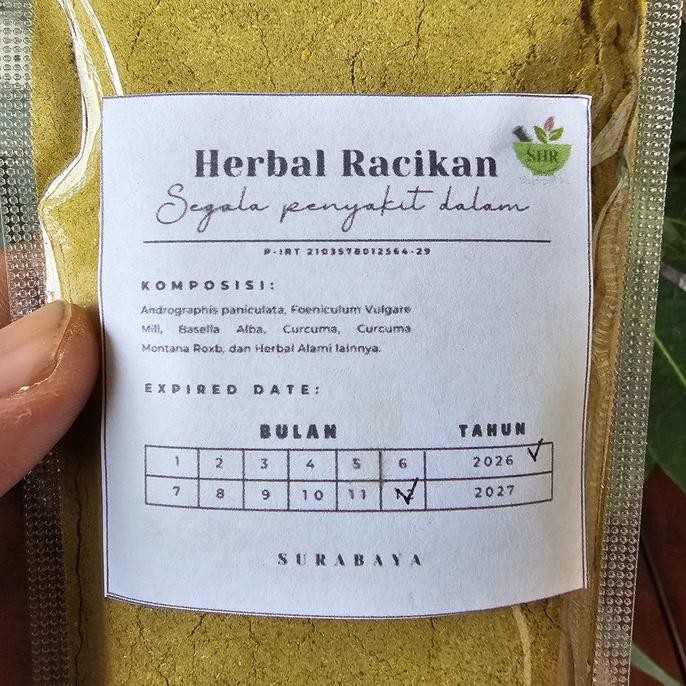 Herbal Racikan
SHR
Segala penyakit dalam
P-IRT 2103578012564-29
KOMPOSISI:
Andrographis paniculata, Foeniculum Vulgare
Mill, Basella Alba, Curcuma, Curcuma
Montana Roxb, dan Herbal Alami lainnya.
EXPIRED DATE:
BULAN TAHUN
1 2 3 4 5 6 2026
7 8 9 10 11 12 2027
SURABAYA